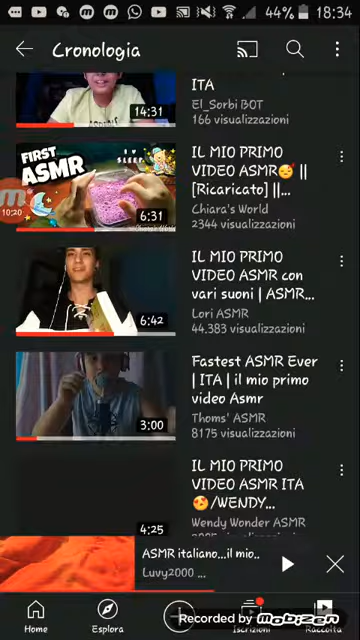 44% 18:34
Cronologia
ITA
El_Sorbi BOT
14:31
166 visualizzazioni
FIRST
ASMR
I ♥
SLEEP
Chiara's World
6:31
IL MIO PRIMO
VIDEO ASMR😴 ||
[Ricaricato] ||...
Chiara's World
2344 visualizzazioni
10:20
IL MIO PRIMO
VIDEO ASMR con
vari suoni | ASMR...
Lori ASMR
6:42
44.383 visualizzazioni
Fastest ASMR Ever
| ITA | il mio primo
video Asmr
Thoms' ASMR
3:00
8175 visualizzazioni
IL MIO PRIMO
VIDEO ASMR ITA
😍/WENDY...
Wendy Wonder ASMR
4:25
ASMR italiano...il mio..
Luvy2000 ...
Home
Esplora
Iscrizioni
Raccolta
Recorded by Mobizen